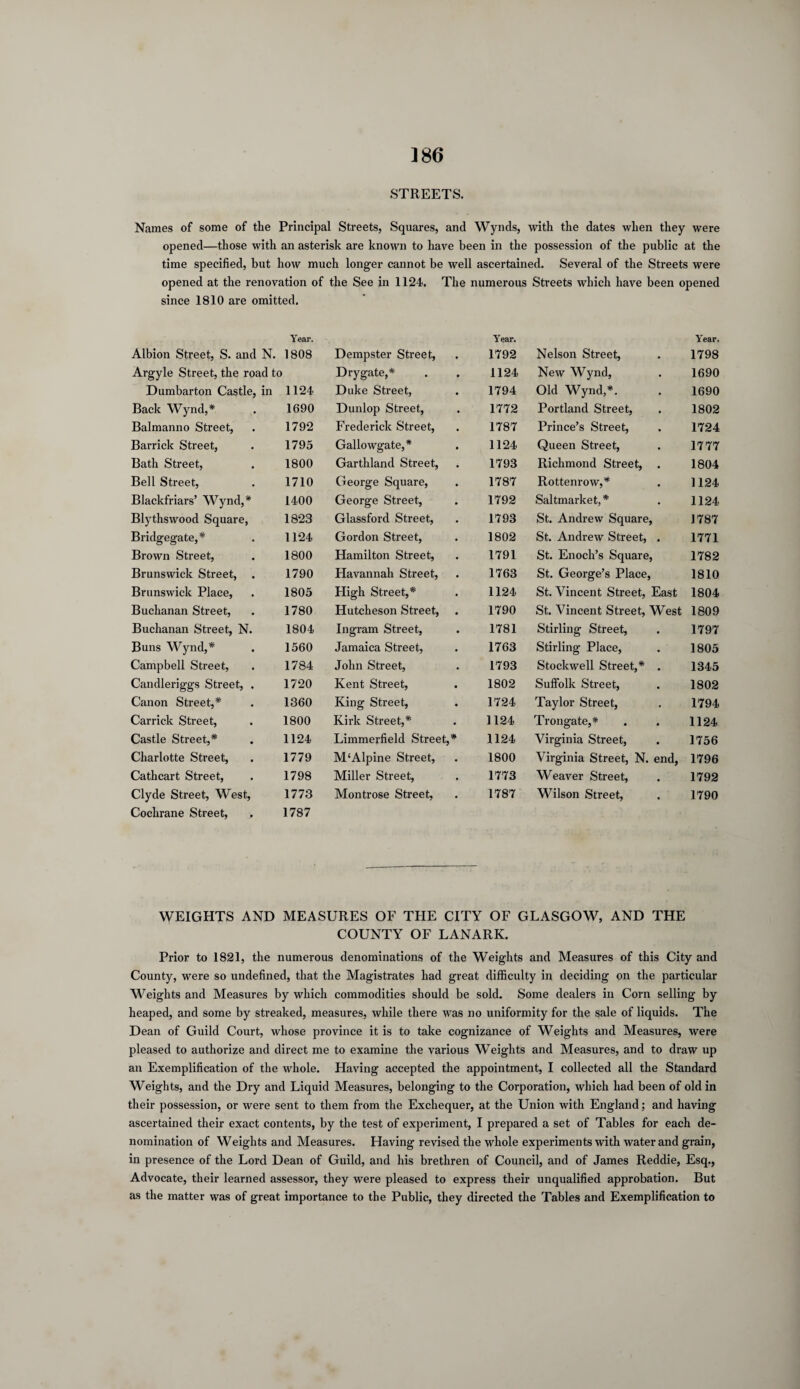 186
STREETS.
Names of some of the Principal Streets, Squares, and Wynds, with the dates when they were
opened—those with an asterisk are known to have been in the possession of the public at the
time specified, but how much longer cannot be well ascertained. Several of the Streets were
opened at the renovation of the See in 1124. The numerous Streets which have been opened
since 1810 are omitted.
Year.
Albion Street, S. and N. 1808
Argyle Street, the road to
Dumbarton Castle, in 1124
Back Wynd,* . 1690
Balmanno Street, . 1792
Barrick Street, . 1795
Bath Street, . 1800
Bell Street, . 1710
Blackfriars' Wynd,* 1400
Blythswood Square, 1823
Bridgegate,* . 1124
Brown Street, . 1800
Brunswick Street, . 1790
Brunswick Place, . 1805
Buchanan Street, . 1780
Buchanan Street, N. 1804
Buns Wynd,* . 1560
Campbell Street, . 1784
Candleriggs Street, . 1720
Canon Street,* . 1360
Carrick Street, . 1800
Castle Street,* . 1124
Charlotte Street, . 1779
Cathcart Street, . 1798
Clyde Street, West, 1773
Cochrane Street, . 1787
Year.
Dempster Street, . 1792
Drygate,* . . 1124
Duke Street, . 1794
Dunlop Street, . 1772
Frederick Street, . 1787
Gallowgate,* . 1124
Garthland Street, . 1793
George Square, . 1787
George Street, . 1792
Glassford Street, . 1793
Gordon Street, . 1802
Hamilton Street, . 1791
Havannah Street, . 1763
High Street,* . 1124
Hutcheson Street, . 1790
Ingram Street, . 1781
Jamaica Street, . 1763
John Street, . 1793
Kent Street, . 1802
King Street, . 1724
Kirk Street,* . 1124
Limmerfield Street,* 1124
M'Alpine Street, . 1800
Miller Street, . 1773
Montrose Street, . 1787
Year.
Nelson Street, . 1798
New Wynd, . 1690
Old Wynd,*. . 1690
Portland Street, . 1802
Prince's Street, . 1724
Queen Street, . 1777
Richmond Street, . 1804
Rottenrow,* . 1124
Saltmarket,* . 1124
St. Andrew Square, 1787
St. Andrew Street, . 1771
St. Enoch's Square, 1782
St. George's Place, 1810
St. Vincent Street, East 1804
St. Vincent Street, West 1809
Stirling Street, . 1797
Stirling Place, . 1805
Stockwell Street,* . 1345
Suffolk Street, . 1802
Taylor Street, . 1794
Trongate,* . . 1124
Virginia Street, . 1756
Virginia Street, N. end, 1796
Weaver Street, . 1792
Wilson Street, . 1790
WEIGHTS AND MEASURES OF THE CITY OF GLASGOW, AND THE
COUNTY OF LANARK.
Prior to 1821, the numerous denominations of the Weights and Measures of this City and
County, were so undefined, that the Magistrates had great difficulty in deciding on the particular
Weights and Measures by which commodities should be sold. Some dealers in Corn selling by
heaped, and some by streaked, measures, while there was no uniformity for the sale of liquids. The
Dean of Guild Court, whose province it is to take cognizance of Weights and Measures, were
pleased to authorize and direct me to examine the various Weights and Measures, and to draw up
an Exemplification of the whole. Having accepted the appointment, I collected all the Standard
Weights, and the Dry and Liquid Measures, belonging to the Corporation, which had been of old in
their possession, or were sent to them from the Exchequer, at the Union with England; and having
ascertained their exact contents, by the test of experiment, I prepared a set of Tables for each de-
nomination of Weights and Measures. Having revised the whole experiments with water and grain,
in presence of the Lord Dean of Guild, and his brethren of Council, and of James Reddie, Esq.,
Advocate, their learned assessor, they were pleased to express their unqualified approbation. But
as the matter was of great importance to the Public, they directed the Tables and Exemplification to